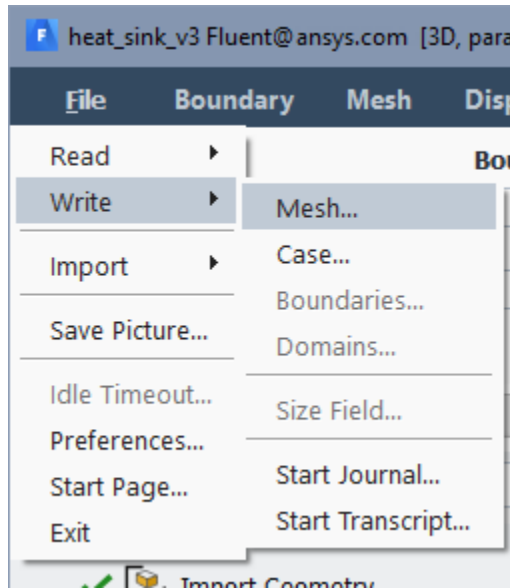 heat_sink_v3 Fluent@ansys.com [3D, para
File Boundary Mesh Disp
Read
Write
Import
Save Picture...
Idle Timeout...
Preferences...
Start Page...
Exit
Bou
Mesh...
Case...
Boundaries...
Domains...
Size Field...
Start Journal...
Start Transcript...
Import Geometry